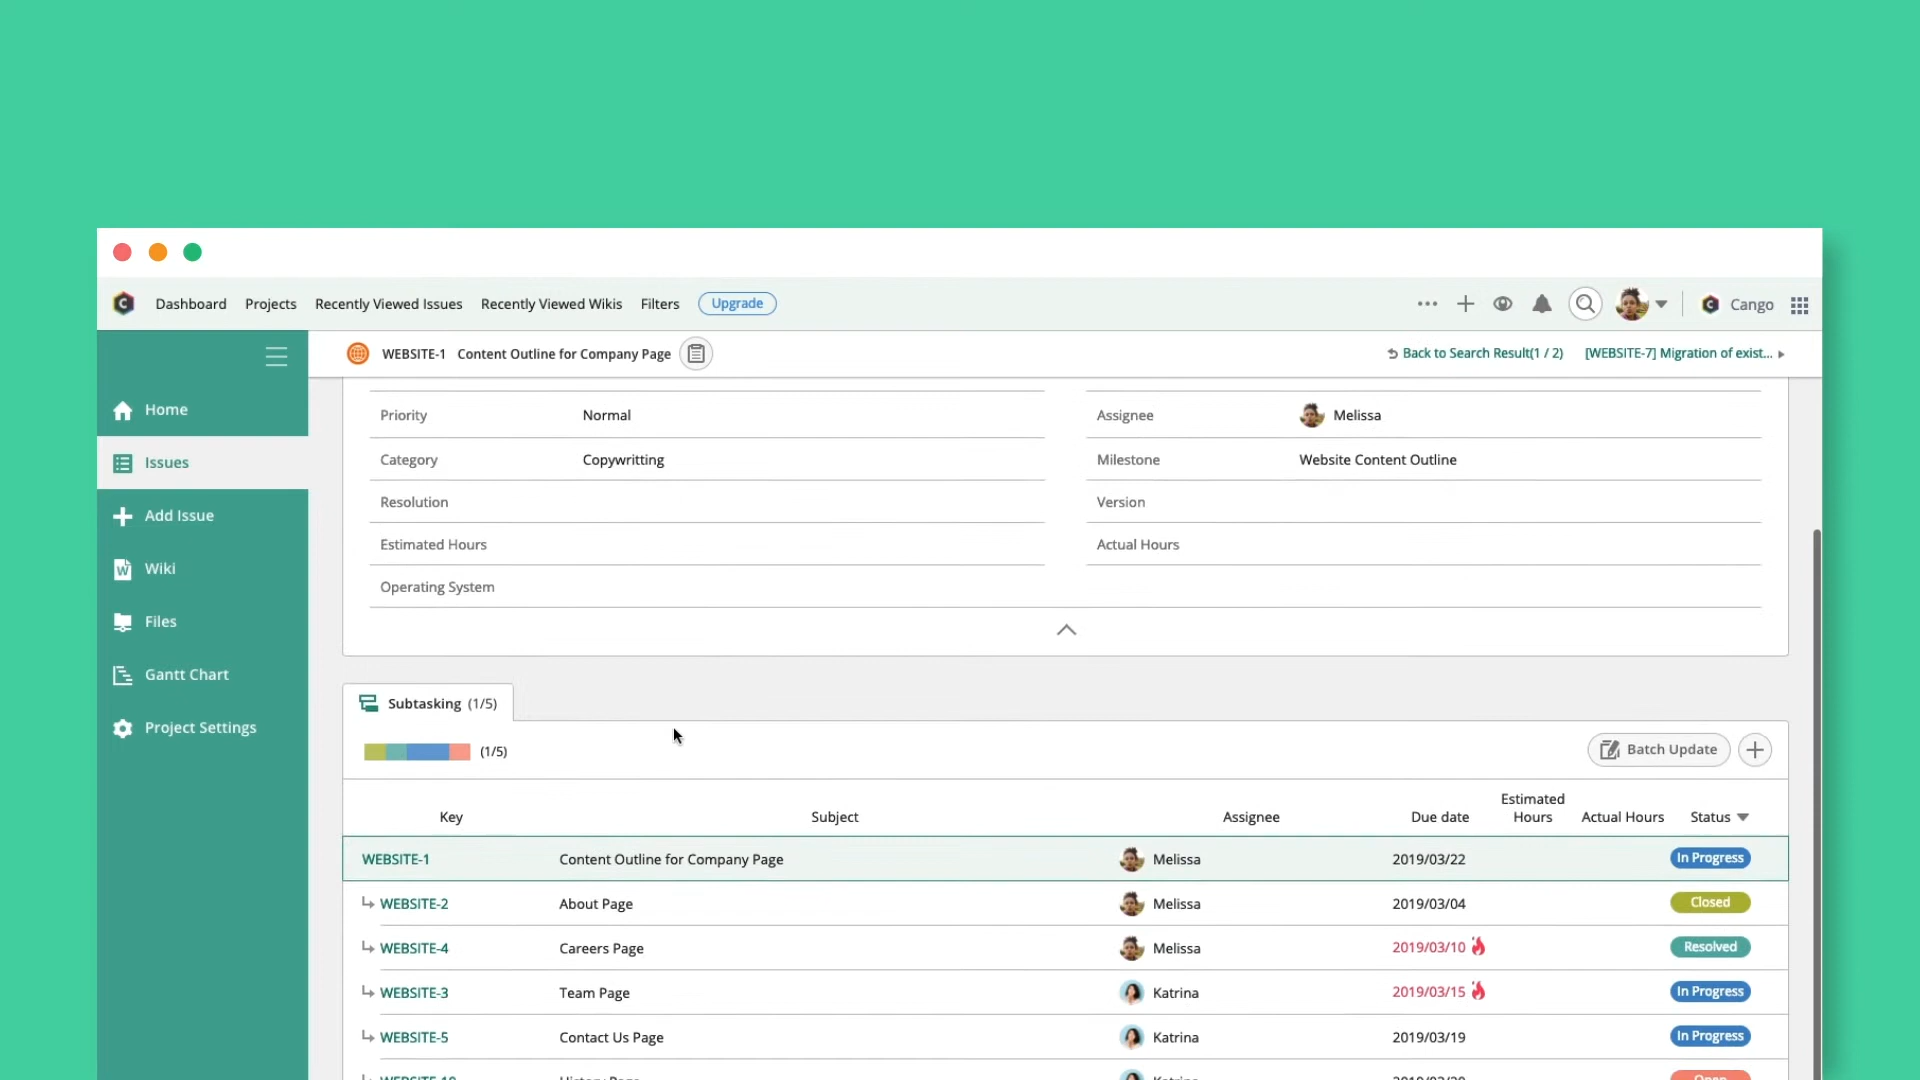 Dashboard Projects Recently Viewed Issues Recently Viewed Wikis Filters Upgrade Cango
WEBSITE-1 Content Outline for Company Page Back to Search Result(1 / 2) [WEBSITE-7] Migration of exist...
Home
Issues
Add Issue
Wiki
Files
Gantt Chart
Project Settings
Priority Normal Assignee Melissa
Category Copywritting Milestone Website Content Outline
Resolution Version
Estimated Hours Actual Hours
Operating System
Subtasking (1/5)
(1/5) Batch Update
Key Subject Assignee Due date Estimated Hours Actual Hours Status
WEBSITE-1 Content Outline for Company Page Melissa 2019/03/22 In Progress
WEBSITE-2 About Page Melissa 2019/03/04 Closed
WEBSITE-4 Careers Page Melissa 2019/03/10 Resolved
WEBSITE-3 Team Page Katrina 2019/03/15 In Progress
WEBSITE-5 Contact Us Page Katrina 2019/03/19 In Progress